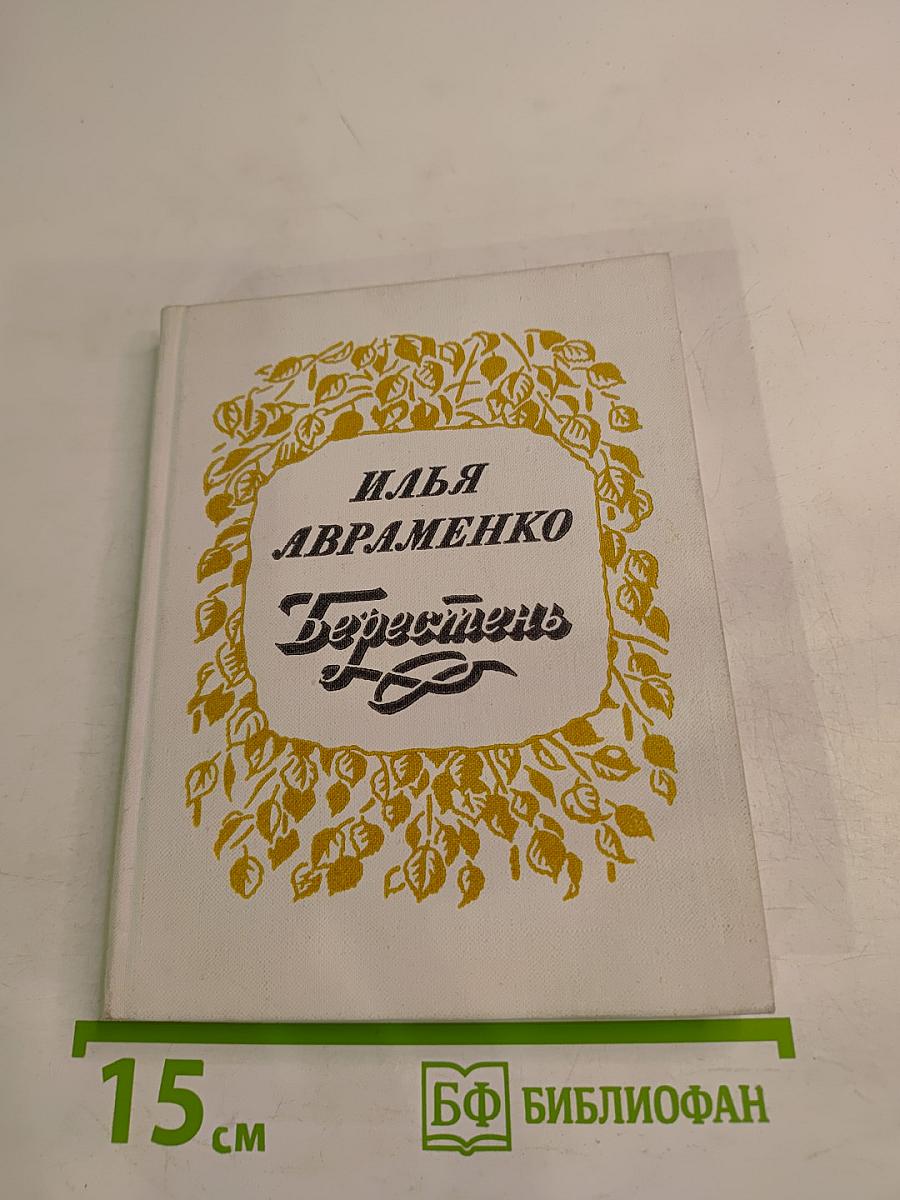 ИЛЬЯ
АВРАМЕНКО
Берестень
15 см
БФ БИБЛИОФАН